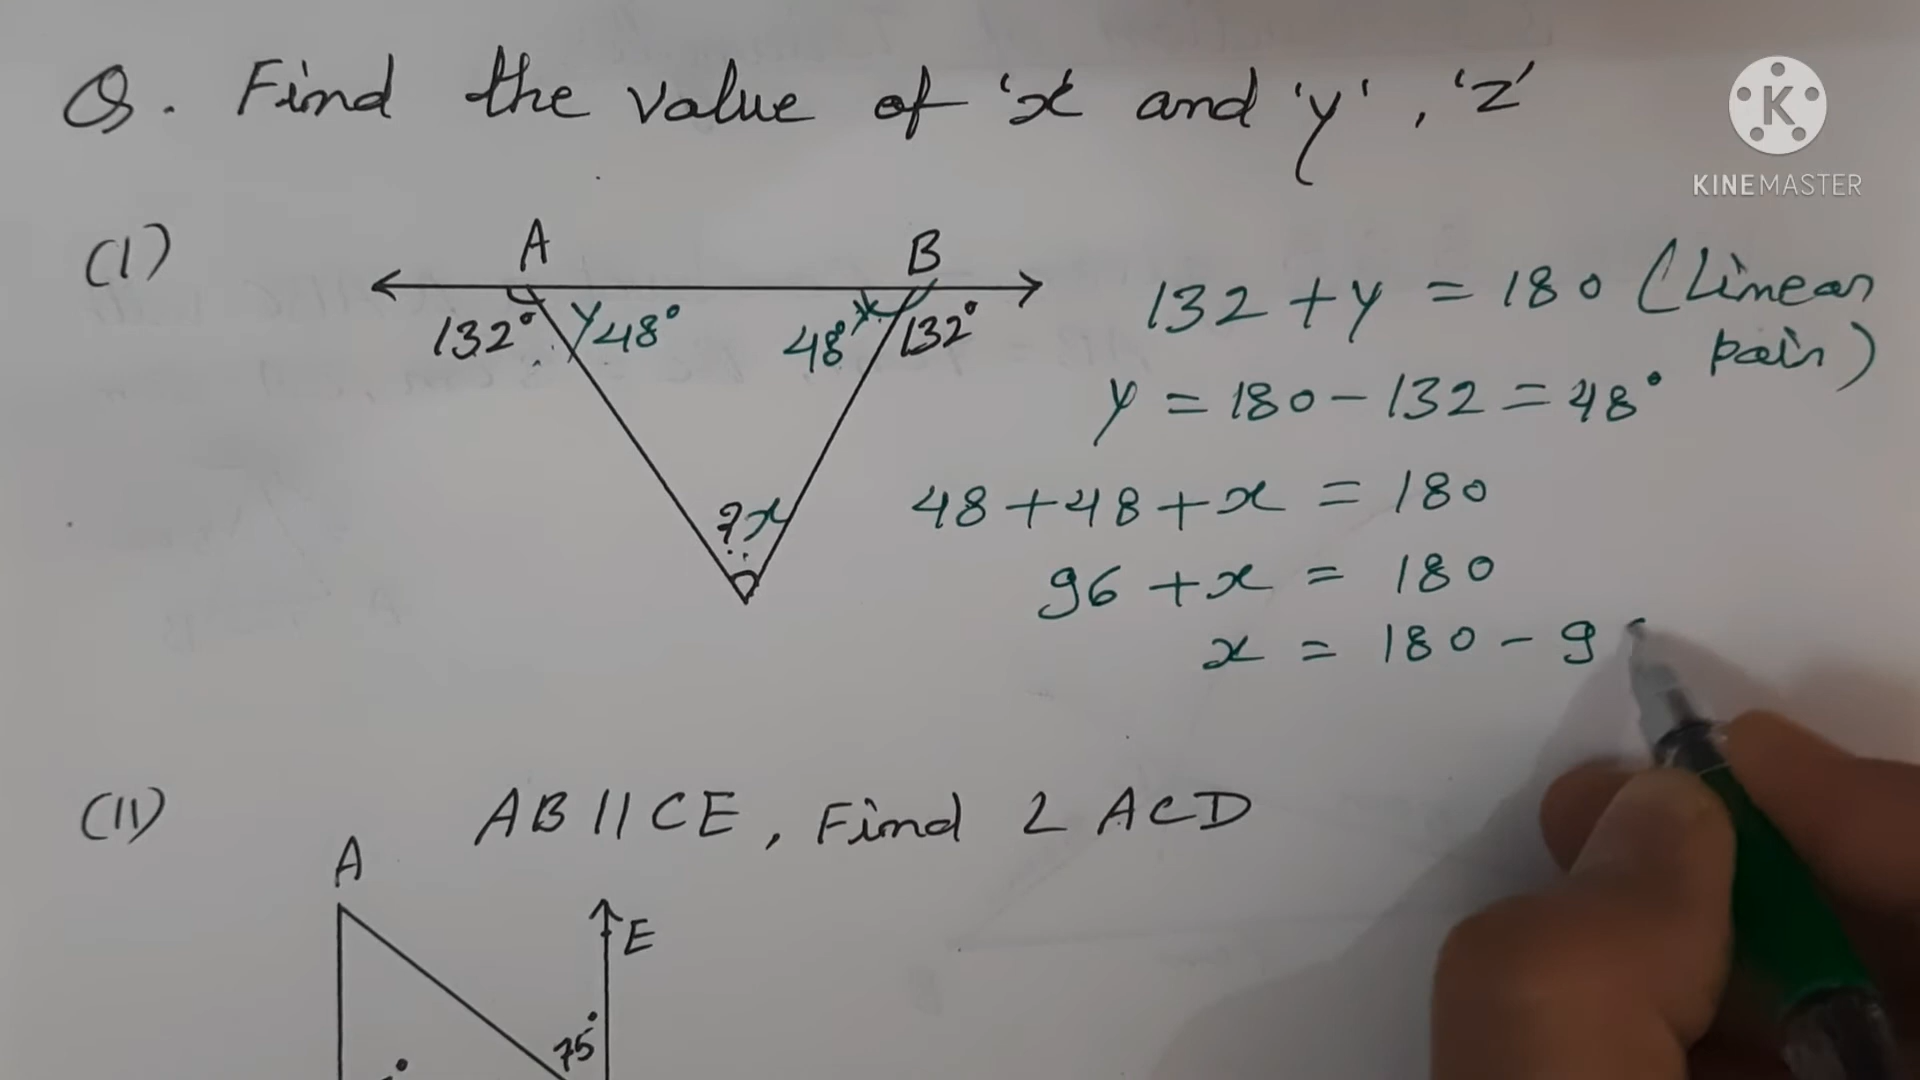 Q. Find the value of 'x' and 'y', 'z'
KINEMASTER
(I)
A
B
132° y 48°
48° x 132°
? x
132 + y = 180 (Linear
pair)
y = 180 - 132 = 48°
48 + 48 + x = 180
96 + x = 180
x = 180 - 9
(II) AB || CE, Find ∠ ACD
A
E
75°